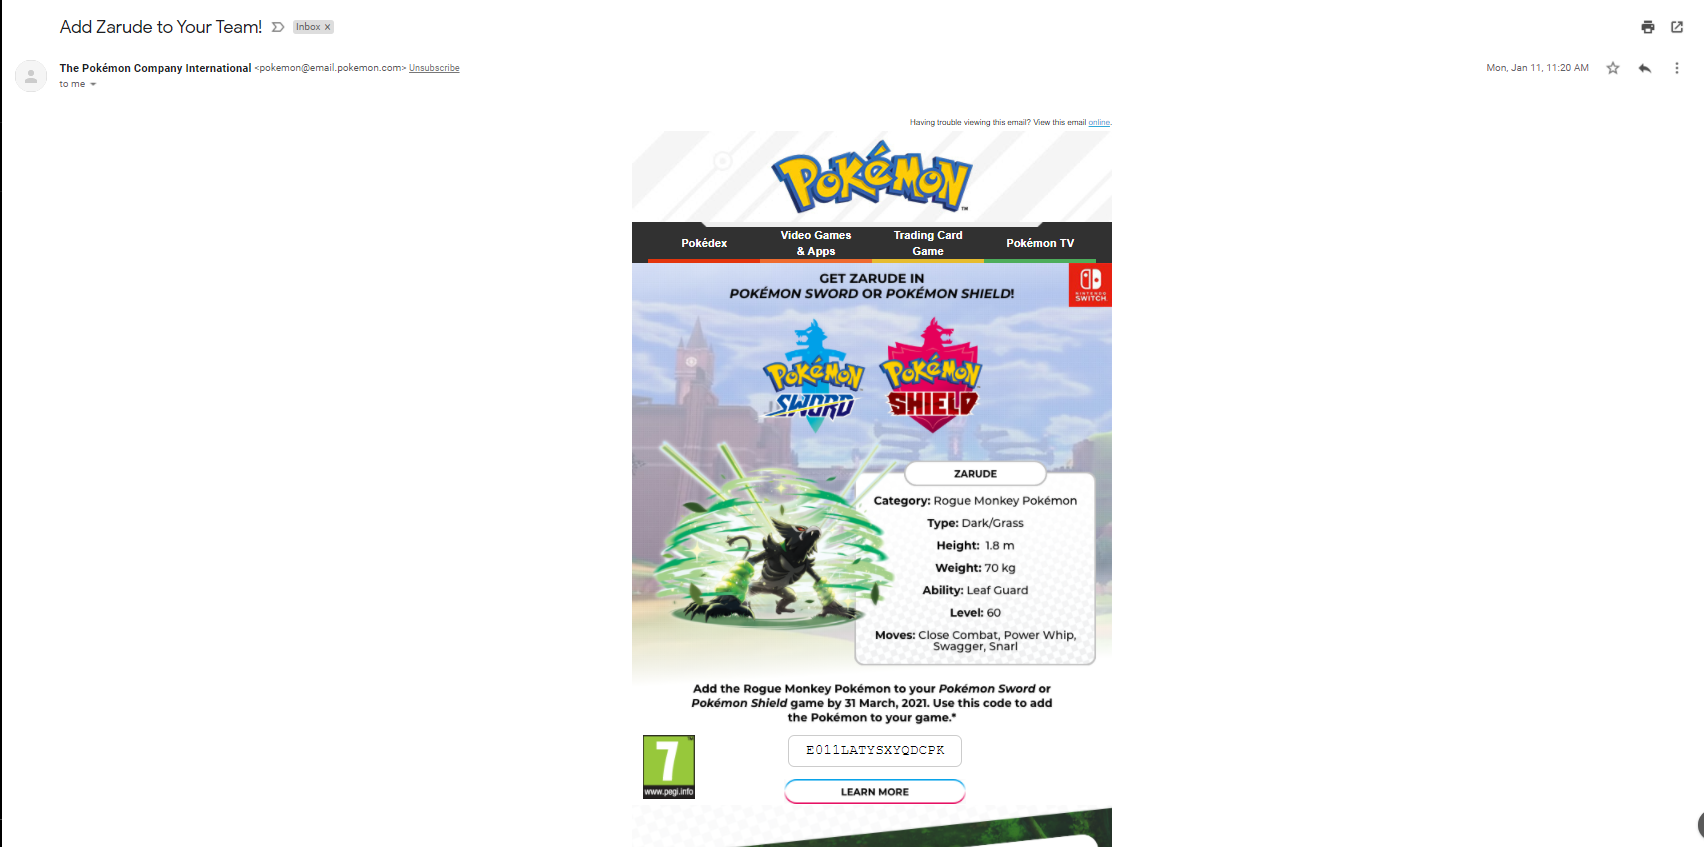 Add Zarude to Your Team!
Inbox x
The Pokémon Company International <pokemon@email.pokemon.com> Unsubscribe
Mon, Jan 11, 11:20 AM
to me
Having trouble viewing this email? View this email online.
POKÉMON™
Pokédex
Video Games
& Apps
Trading Card
Game
Pokémon TV
GET ZARUDE IN
POKÉMON SWORD OR POKÉMON SHIELD!
NINTENDO
SWITCH
POKÉMON
SWORD
POKÉMON
SHIELD
ZARUDE
Category: Rogue Monkey Pokémon
Type: Dark/Grass
Height: 1.8 m
Weight: 70 kg
Ability: Leaf Guard
Level: 60
Moves: Close Combat, Power Whip,
Swagger, Snarl
Add the Rogue Monkey Pokémon to your Pokémon Sword or
Pokémon Shield game by 31 March, 2021. Use this code to add
the Pokémon to your game.*
7
www.pegi.info
E011LATYSXYQDCPK
LEARN MORE